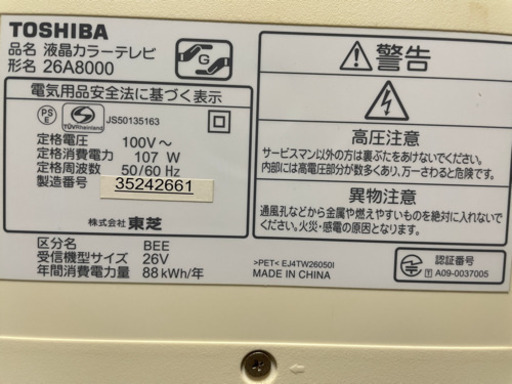 TOSHIBA
品名 液晶カラーテレビ
形名 26A8000
G
電気用品安全法に基づく表示
PS
E
S
TÜVRheinland
JS50135163
定格電圧 100V～
定格消費電力 107 W
定格周波数 50/60 Hz
製造番号 35242661
株式会社 東芝
区分名 BEE
受信機型サイズ 26V
年間消費電力量 88 kWh/年
警告
高圧注意
サービスマン以外の方は裏ぶたをあけないでください。
内部には高電圧部分が数多くあり、万一さわると危険です。
異物注意
通風孔などから金属や燃えやすいものを絶対に入れない
でください。火災・感電の原因となります。
>PET< EJ4TW26050I
MADE IN CHINA
認証番号
T A09-0037005